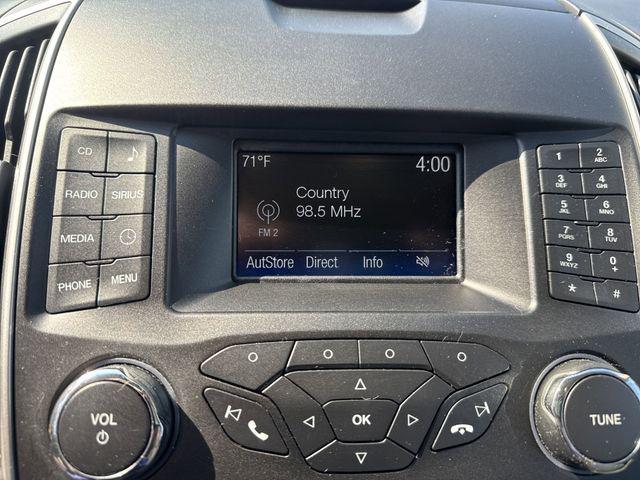 71°F 4:00
Country
98.5 MHz
FM 2
AutStore Direct Info
CD
RADIO SIRIUS
MEDIA
PHONE MENU
1 2 ABC
3 DEF 4 GHI
5 JKL 6 MNO
7 PQRS 8 TUV
9 WXYZ 0 +
* #
VOL
OK
TUNE